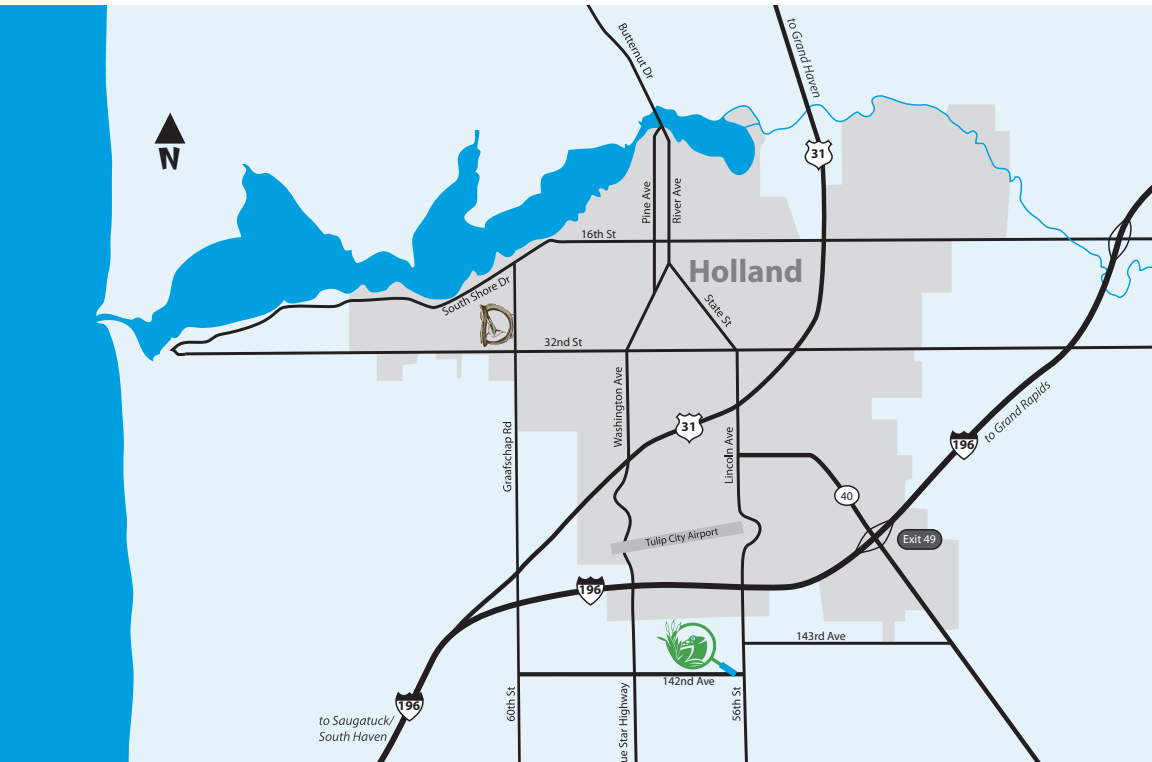 Butternut Dr
to Grand Haven
31
N
Pine Ave
River Ave
16th St
Holland
South Shore Dr
State St
32nd St
Washington Ave
31
to Grand Rapids
196
Graafschap Rd
Lincoln Ave
40
Tulip City Airport
Exit 49
196
143rd Ave
142nd Ave
60th St
ue Star Highway
56th St
196
to Saugatuck/
South Haven